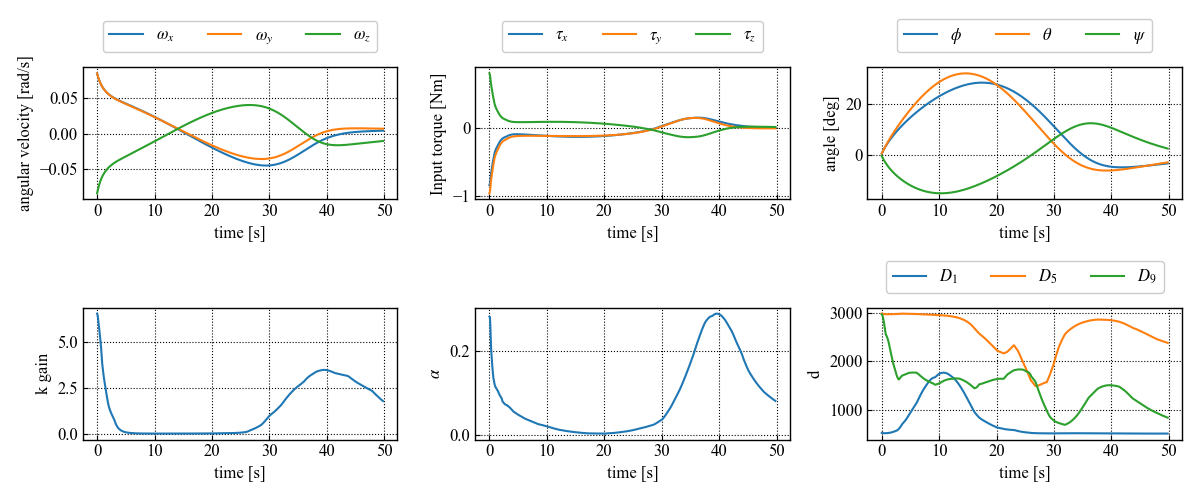 ωx ωy ωz
angular velocity [rad/s]
0.05
0.00
−0.05
0 10 20 30 40 50
time [s]
τx τy τz
Input torque [Nm]
0
−1
0 10 20 30 40 50
time [s]
ϕ θ ψ
angle [deg]
20
0
0 10 20 30 40 50
time [s]
k gain
5.0
2.5
0.0
0 10 20 30 40 50
time [s]
α
0.2
0.0
0 10 20 30 40 50
time [s]
D1 D5 D9
d
3000
2000
1000
0 10 20 30 40 50
time [s]